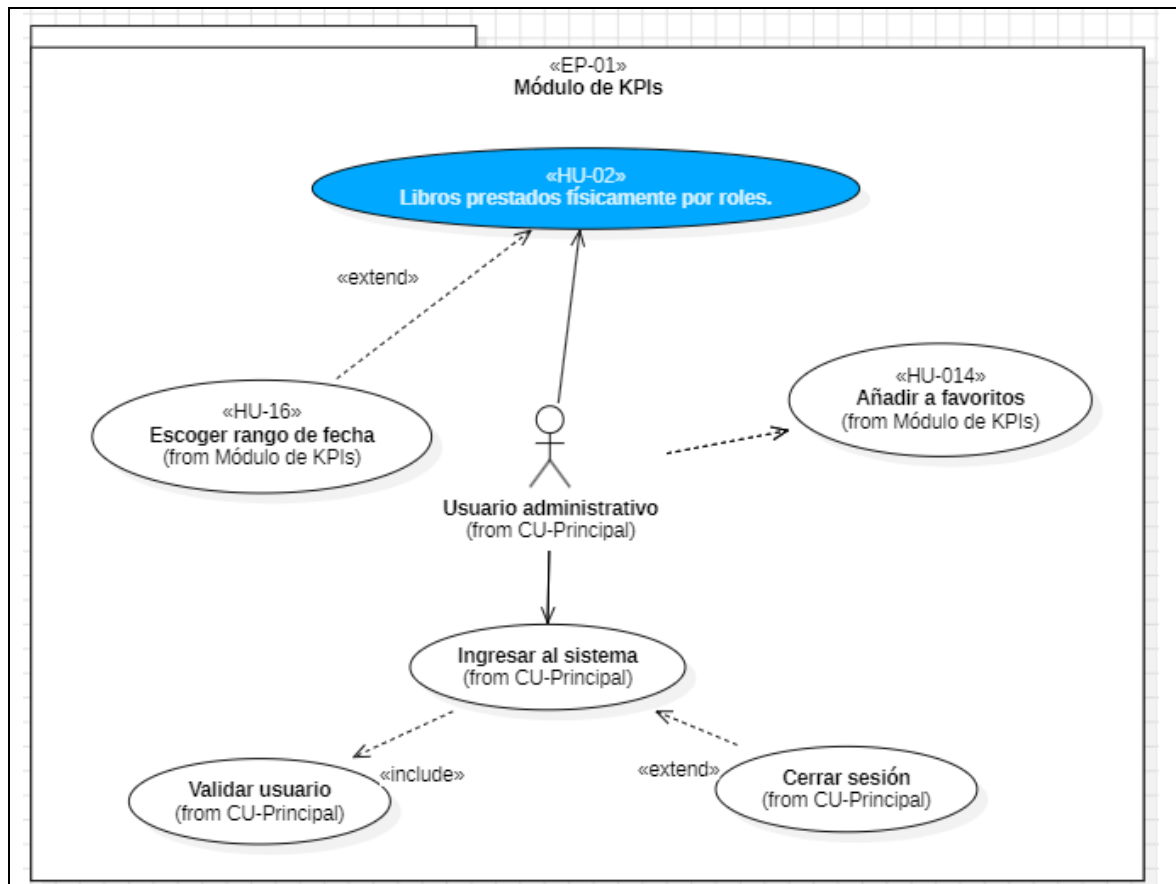 «EP-01»
Módulo de KPIs
«HU-02»
Libros prestados físicamente por roles.
«extend»
«HU-014»
Añadir a favoritos
(from Módulo de KPIs)
«HU-16»
Escoger rango de fecha
(from Módulo de KPIs)
Usuario administrativo
(from CU-Principal)
Ingresar al sistema
(from CU-Principal)
«include»
«extend»
Validar usuario
(from CU-Principal)
Cerrar sesión
(from CU-Principal)